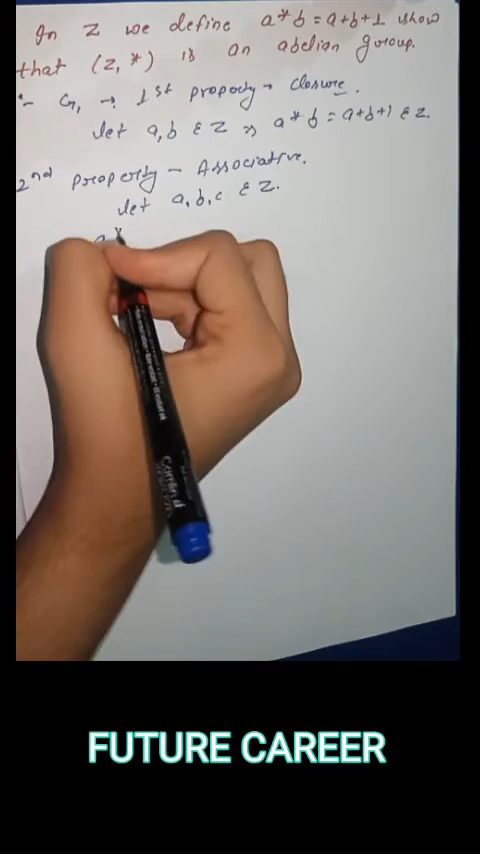 In Z we define a*b = a+b+1 show
that (Z, *) is an abelian group.
:- G1 → 1st property → Closure.
Let a, b ε Z ⇒ a * b = a+b+1 ε Z.
2nd property - Associative.
Let a, b, c ε Z.
a *
FUTURE CAREER